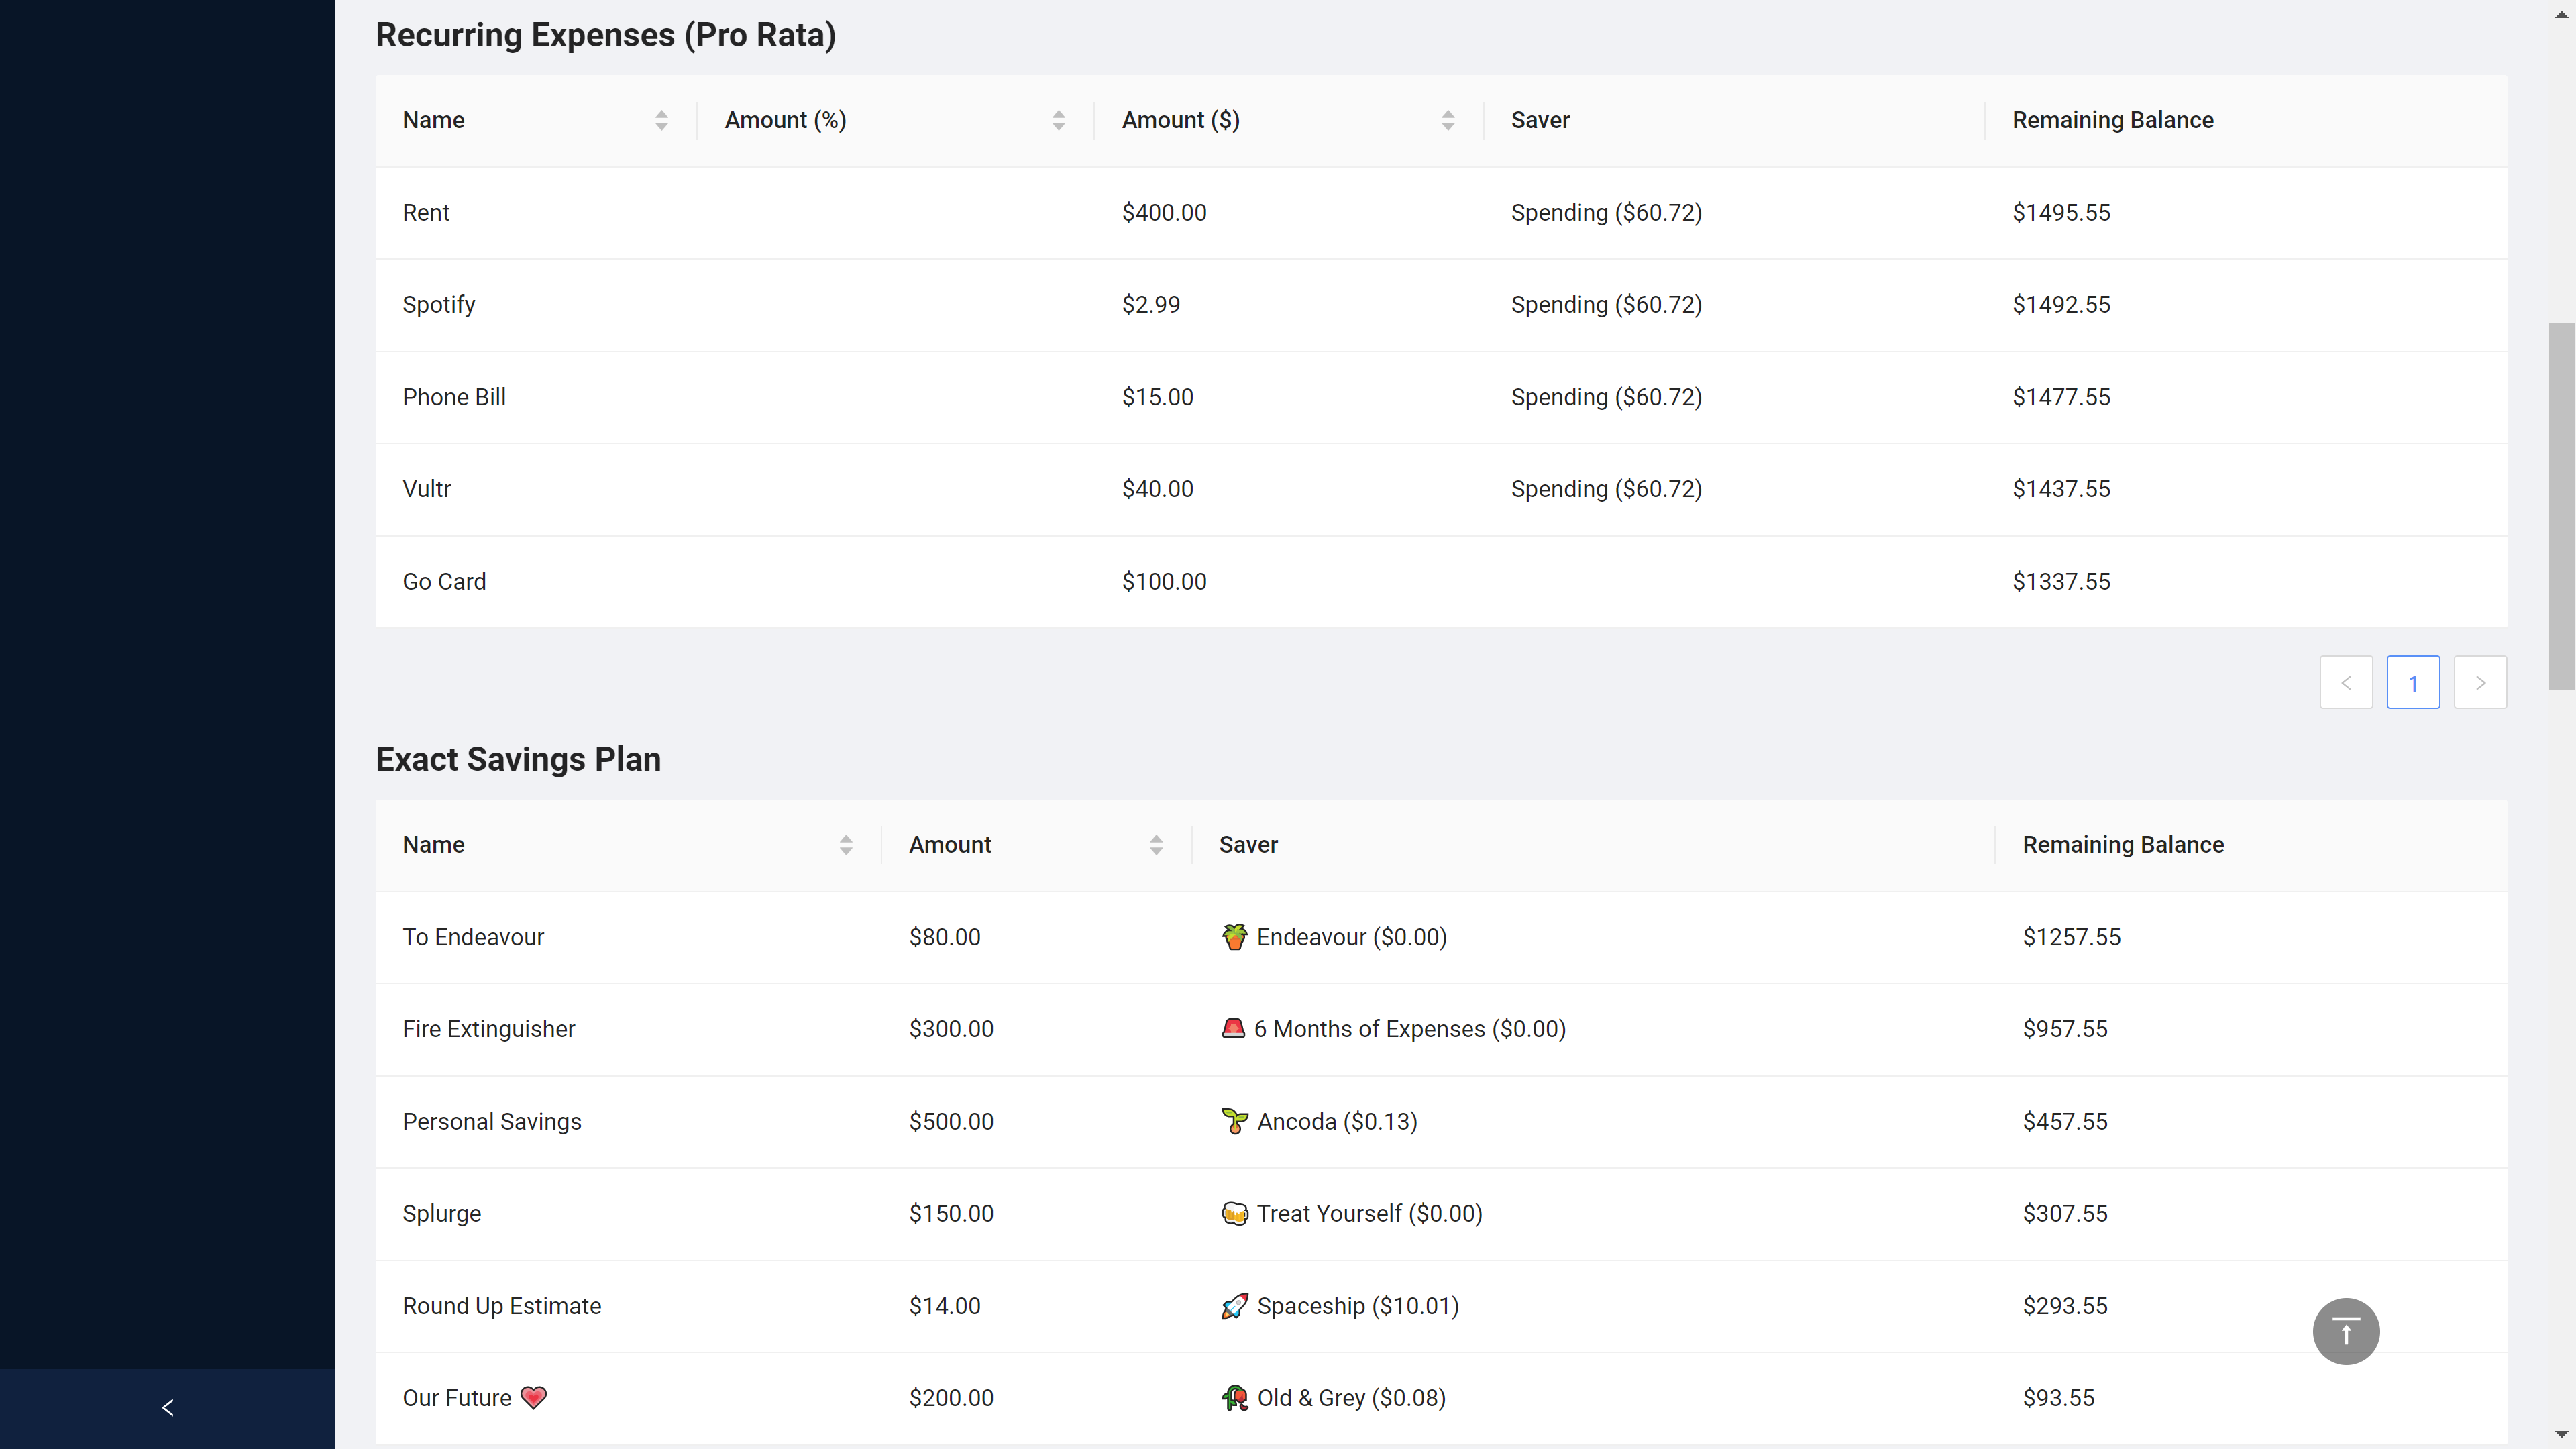 Recurring Expenses (Pro Rata)
Name Amount (%) Amount ($) Saver Remaining Balance
Rent $400.00 Spending ($60.72) $1495.55
Spotify $2.99 Spending ($60.72) $1492.55
Phone Bill $15.00 Spending ($60.72) $1477.55
Vultr $40.00 Spending ($60.72) $1437.55
Go Card $100.00 $1337.55
1
Exact Savings Plan
Name Amount Saver Remaining Balance
To Endeavour $80.00 Endeavour ($0.00) $1257.55
Fire Extinguisher $300.00 6 Months of Expenses ($0.00) $957.55
Personal Savings $500.00 Ancoda ($0.13) $457.55
Splurge $150.00 Treat Yourself ($0.00) $307.55
Round Up Estimate $14.00 Spaceship ($10.01) $293.55
Our Future $200.00 Old & Grey ($0.08) $93.55